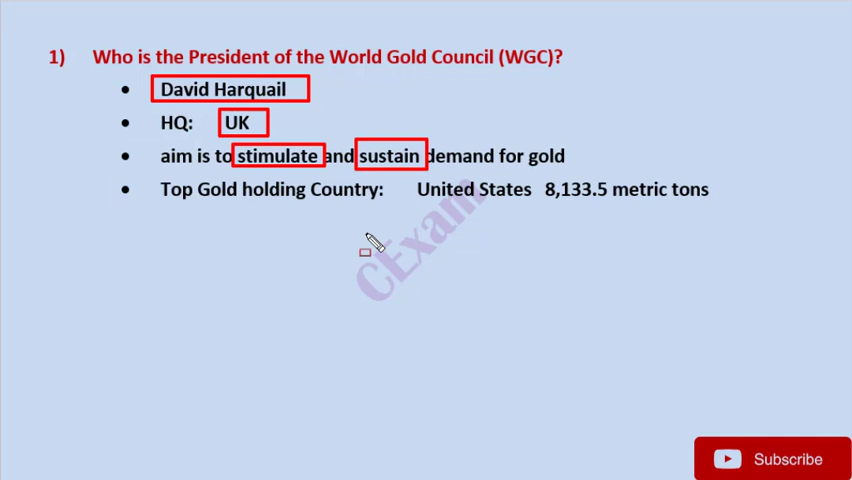 1) Who is the President of the World Gold Council (WGC)?
• David Harquail
• HQ: UK
• aim is to stimulate and sustain demand for gold
• Top Gold holding Country: United States 8,133.5 metric tons
CExam
Subscribe